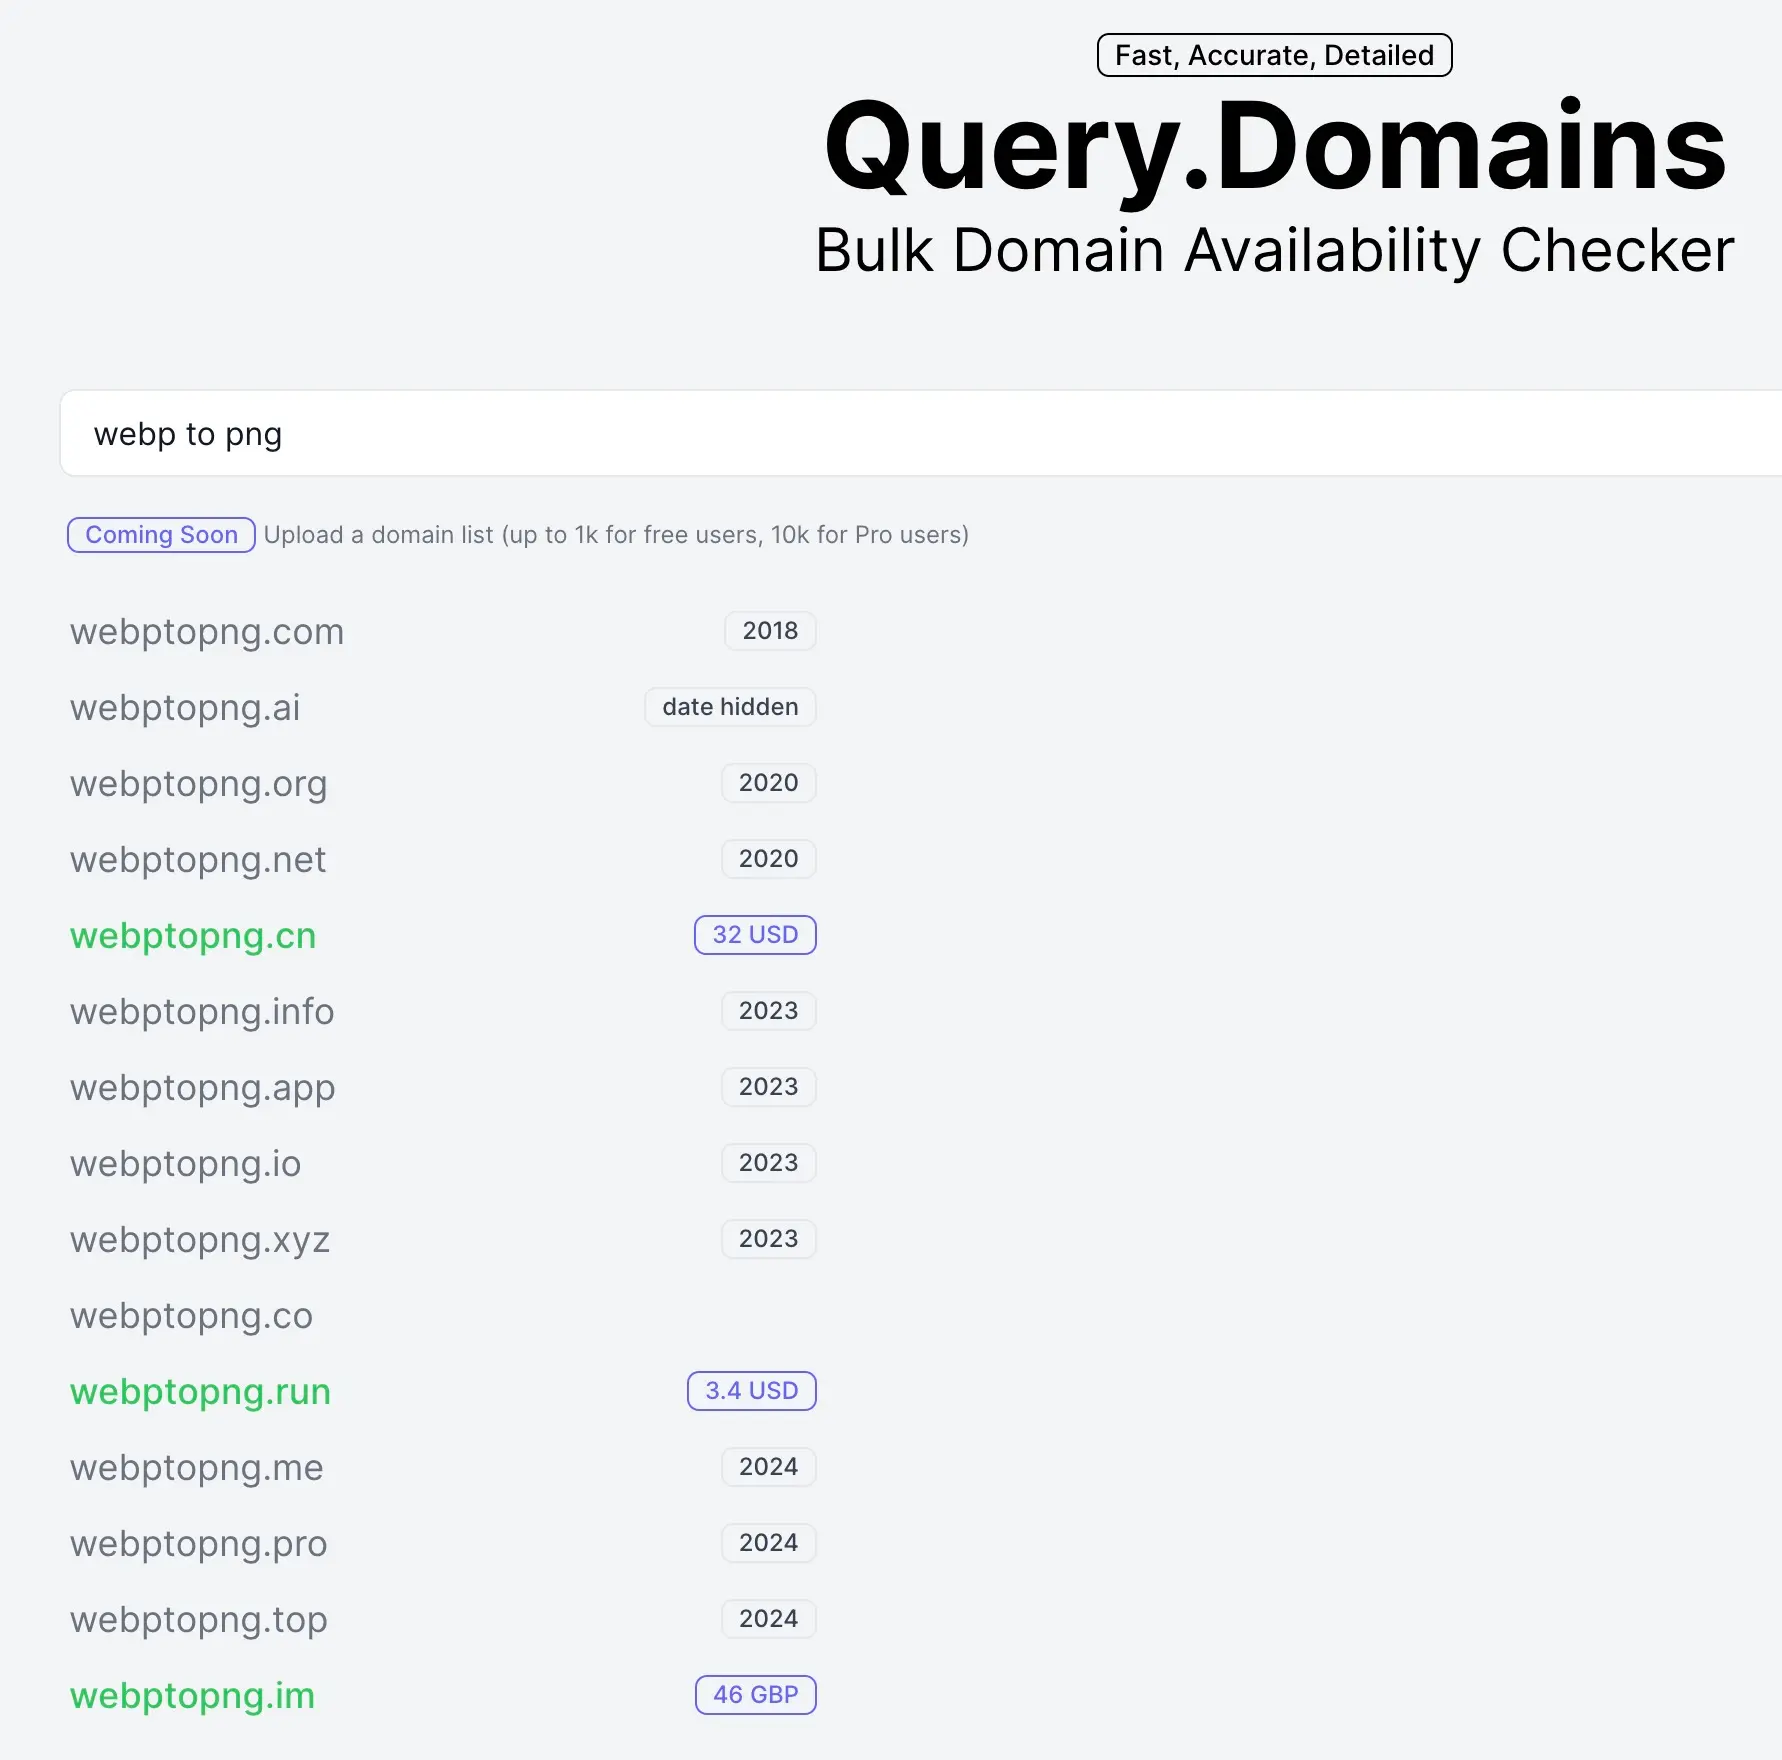 Fast, Accurate, Detailed
Query.Domains
Bulk Domain Availability Checker
webp to png
Coming Soon Upload a domain list (up to 1k for free users, 10k for Pro users)
webptopng.com 2018
webptopng.ai date hidden
webptopng.org 2020
webptopng.net 2020
webptopng.cn 32 USD
webptopng.info 2023
webptopng.app 2023
webptopng.io 2023
webptopng.xyz 2023
webptopng.co
webptopng.run 3.4 USD
webptopng.me 2024
webptopng.pro 2024
webptopng.top 2024
webptopng.im 46 GBP